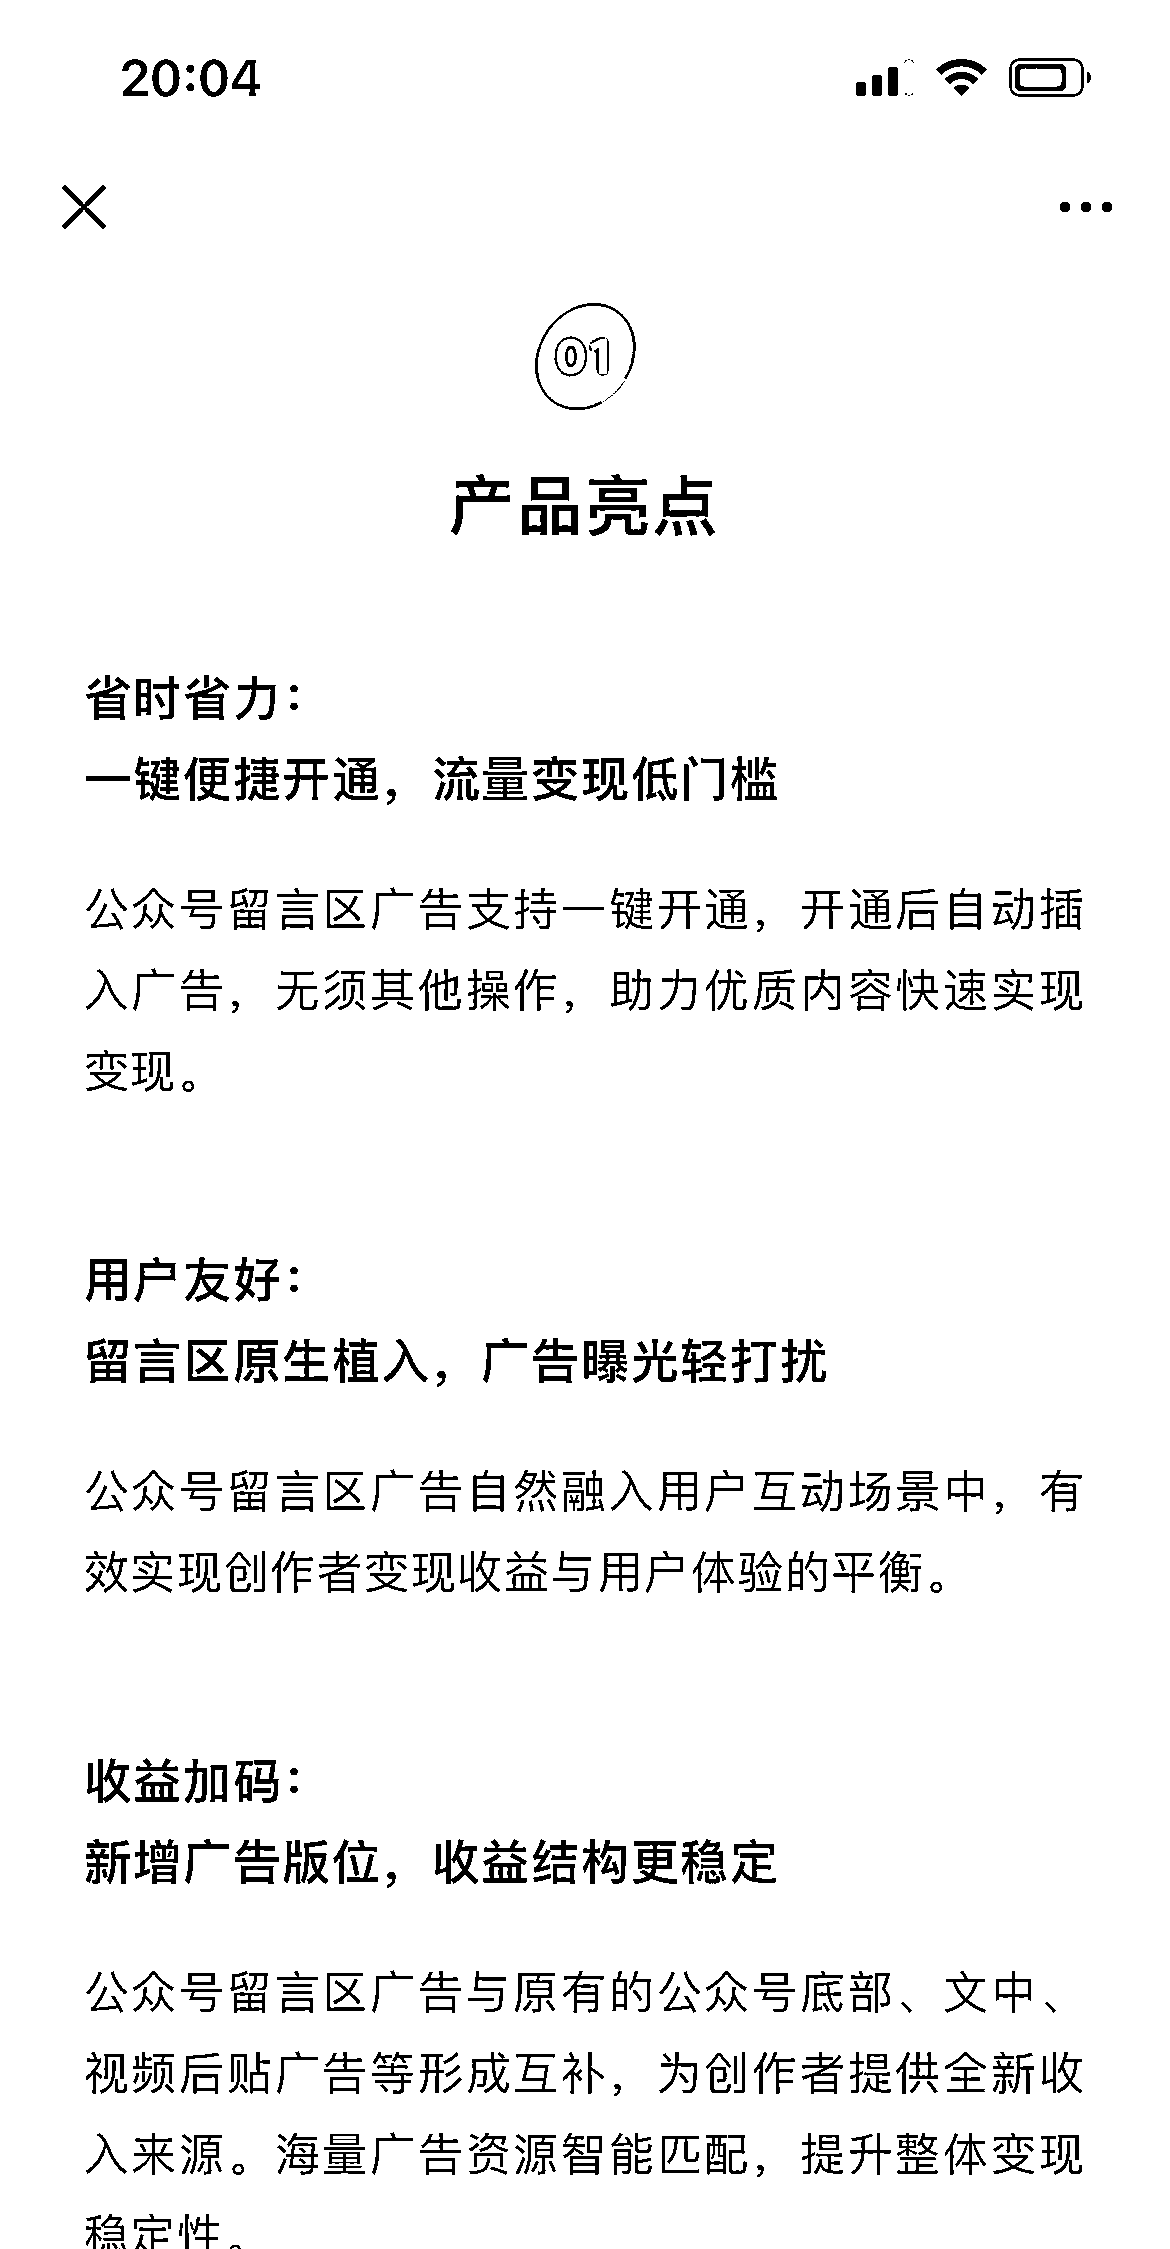 20:04
01
产品亮点
省时省力：
一键便捷开通，流量变现低门槛
公众号留言区广告支持一键开通，开通后自动插
入广告，无须其他操作，助力优质内容快速实现
变现。
用户友好：
留言区原生植入，广告曝光轻打扰
公众号留言区广告自然融入用户互动场景中，有
效实现创作者变现收益与用户体验的平衡。
收益加码：
新增广告版位，收益结构更稳定
公众号留言区广告与原有的公众号底部、文中、
视频后贴广告等形成互补，为创作者提供全新收
入来源。海量广告资源智能匹配，提升整体变现
稳定性。